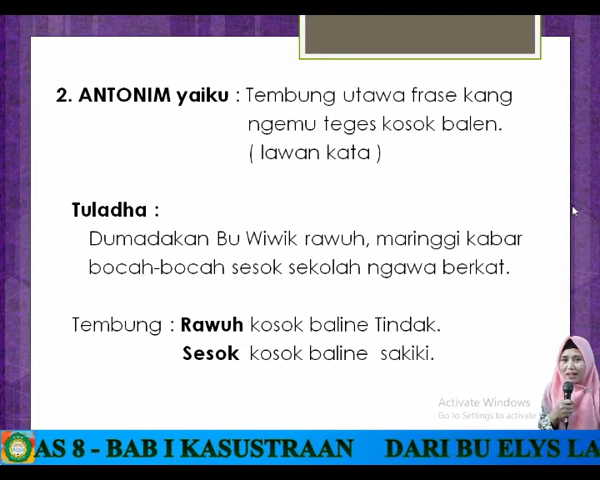 2. ANTONIM yaiku : Tembung utawa frase kang
ngemu teges kosok balen.
( lawan kata )
Tuladha :
Dumadakan Bu Wiwik rawuh, maringgi kabar
bocah-bocah sesok sekolah ngawa berkat.
Tembung : Rawuh kosok baline Tindak.
Sesok kosok baline sakiki.
Activate Windows
Go to Settings to activate
AS 8 - BAB I KASUSTRAAN DARI BU ELYS LA